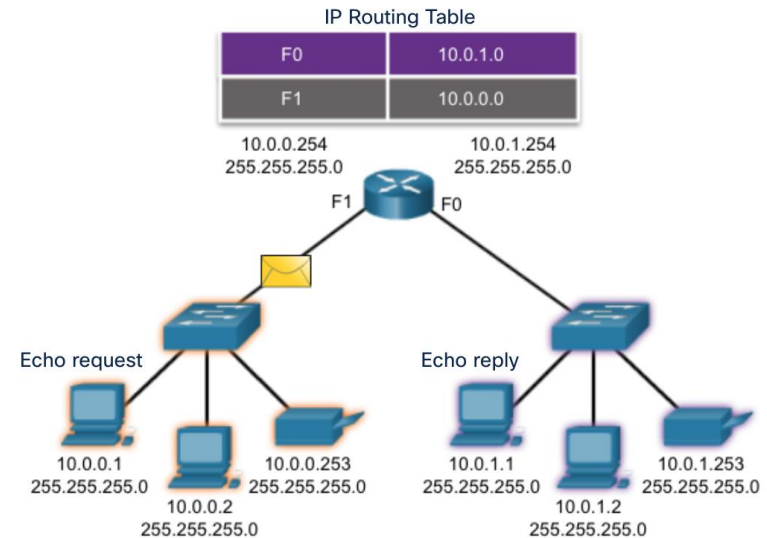 IP Routing Table
F0 10.0.1.0
F1 10.0.0.0
10.0.0.254
255.255.255.0
10.0.1.254
255.255.255.0
F1
F0
Echo request
Echo reply
10.0.0.1
255.255.255.0
10.0.0.2
255.255.255.0
10.0.0.253
255.255.255.0
10.0.1.1
255.255.255.0
10.0.1.2
255.255.255.0
10.0.1.253
255.255.255.0